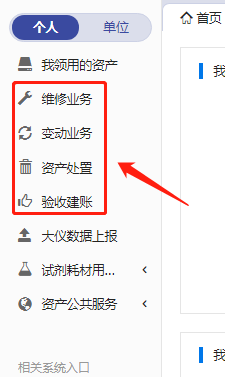 个人 单位 首页
我领用的资产
维修业务
变动业务
资产处置
验收建账
大仪数据上报
试剂耗材用...
资产公共服务
相关系统入口
我
我